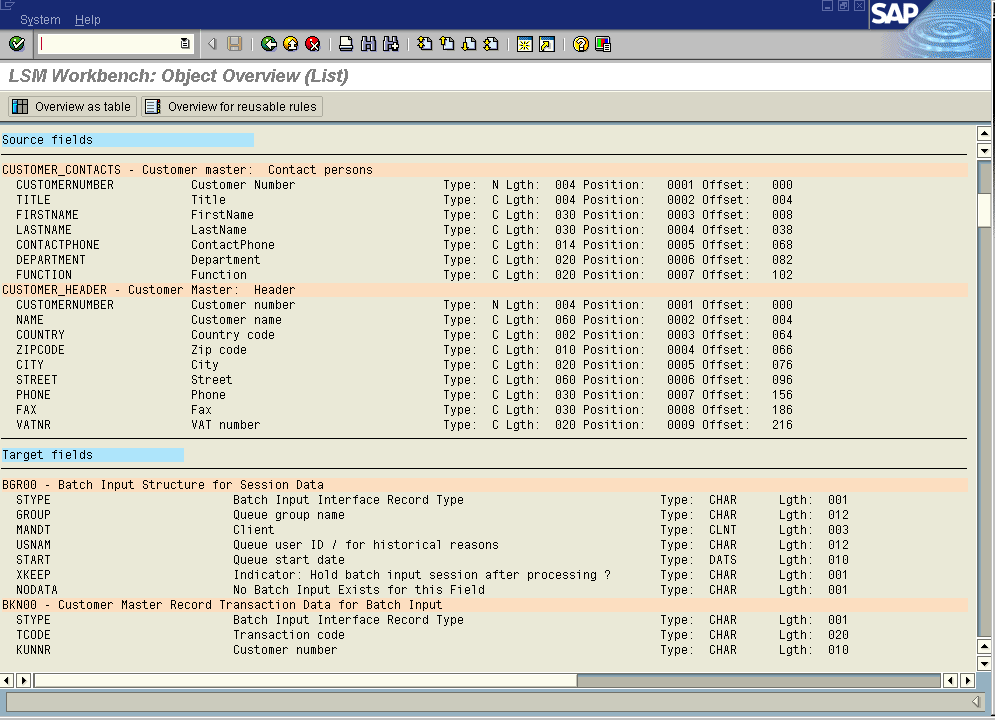 System Help
SAP
LSM Workbench: Object Overview (List)
Overview as table Overview for reusable rules
Source fields
CUSTOMER_CONTACTS - Customer master: Contact persons
CUSTOMERNUMBER Customer Number Type: N Lgth: 004 Position: 0001 Offset: 000
TITLE Title Type: C Lgth: 004 Position: 0002 Offset: 004
FIRSTNAME FirstName Type: C Lgth: 030 Position: 0003 Offset: 008
LASTNAME LastName Type: C Lgth: 030 Position: 0004 Offset: 038
CONTACTPHONE ContactPhone Type: C Lgth: 014 Position: 0005 Offset: 068
DEPARTMENT Department Type: C Lgth: 020 Position: 0006 Offset: 082
FUNCTION Function Type: C Lgth: 020 Position: 0007 Offset: 102
CUSTOMER_HEADER - Customer Master: Header
CUSTOMERNUMBER Customer number Type: N Lgth: 004 Position: 0001 Offset: 000
NAME Customer name Type: C Lgth: 060 Position: 0002 Offset: 004
COUNTRY Country code Type: C Lgth: 002 Position: 0003 Offset: 064
ZIPCODE Zip code Type: C Lgth: 010 Position: 0004 Offset: 066
CITY City Type: C Lgth: 020 Position: 0005 Offset: 076
STREET Street Type: C Lgth: 060 Position: 0006 Offset: 096
PHONE Phone Type: C Lgth: 030 Position: 0007 Offset: 156
FAX Fax Type: C Lgth: 030 Position: 0008 Offset: 186
VATNR VAT number Type: C Lgth: 020 Position: 0009 Offset: 216
Target fields
BGR00 - Batch Input Structure for Session Data
STYPE Batch Input Interface Record Type Type: CHAR Lgth: 001
GROUP Queue group name Type: CHAR Lgth: 012
MANDT Client Type: CLNT Lgth: 003
USNAM Queue user ID / for historical reasons Type: CHAR Lgth: 012
START Queue start date Type: DATS Lgth: 010
XKEEP Indicator: Hold batch input session after processing ? Type: CHAR Lgth: 001
NODATA No Batch Input Exists for this Field Type: CHAR Lgth: 001
BKN00 - Customer Master Record Transaction Data for Batch Input
STYPE Batch Input Interface Record Type Type: CHAR Lgth: 001
TCODE Transaction code Type: CHAR Lgth: 020
KUNNR Customer number Type: CHAR Lgth: 010